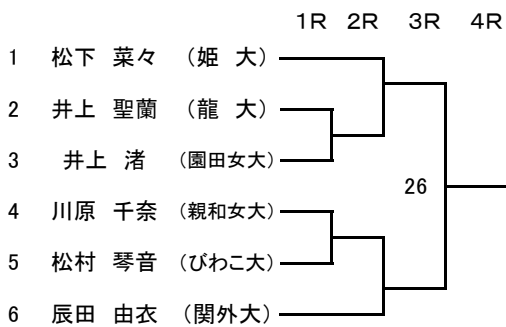 1R 2R 3R 4R
1 松下 菜々 (姫 大)
2 井上 聖蘭 (龍 大)
3 井上 渚 (園田女大)
26
4 川原 千奈 (親和女大)
5 松村 琴音 (びわこ大)
6 辰田 由衣 (関外大)